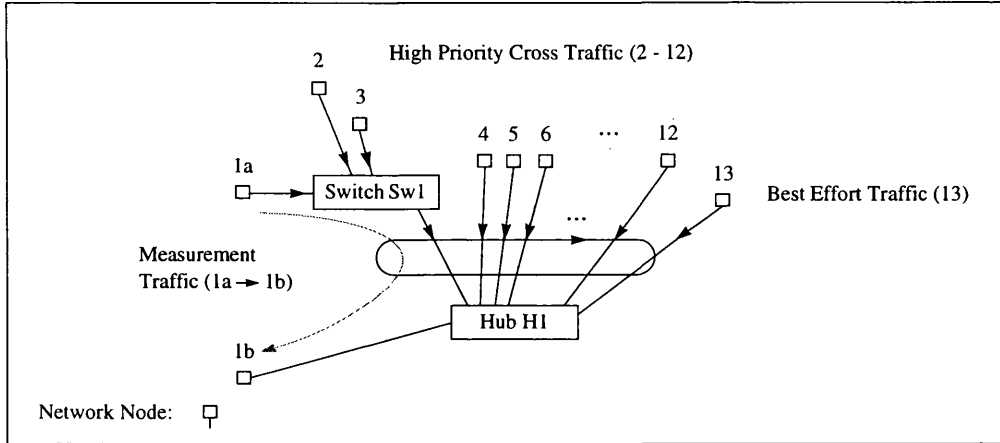 High Priority Cross Traffic (2 - 12)
2
3
4
5
6
...
12
1a
13
Switch Sw1
Best Effort Traffic (13)
...
Measurement
Traffic (1a → 1b)
Hub H1
1b
Network Node: